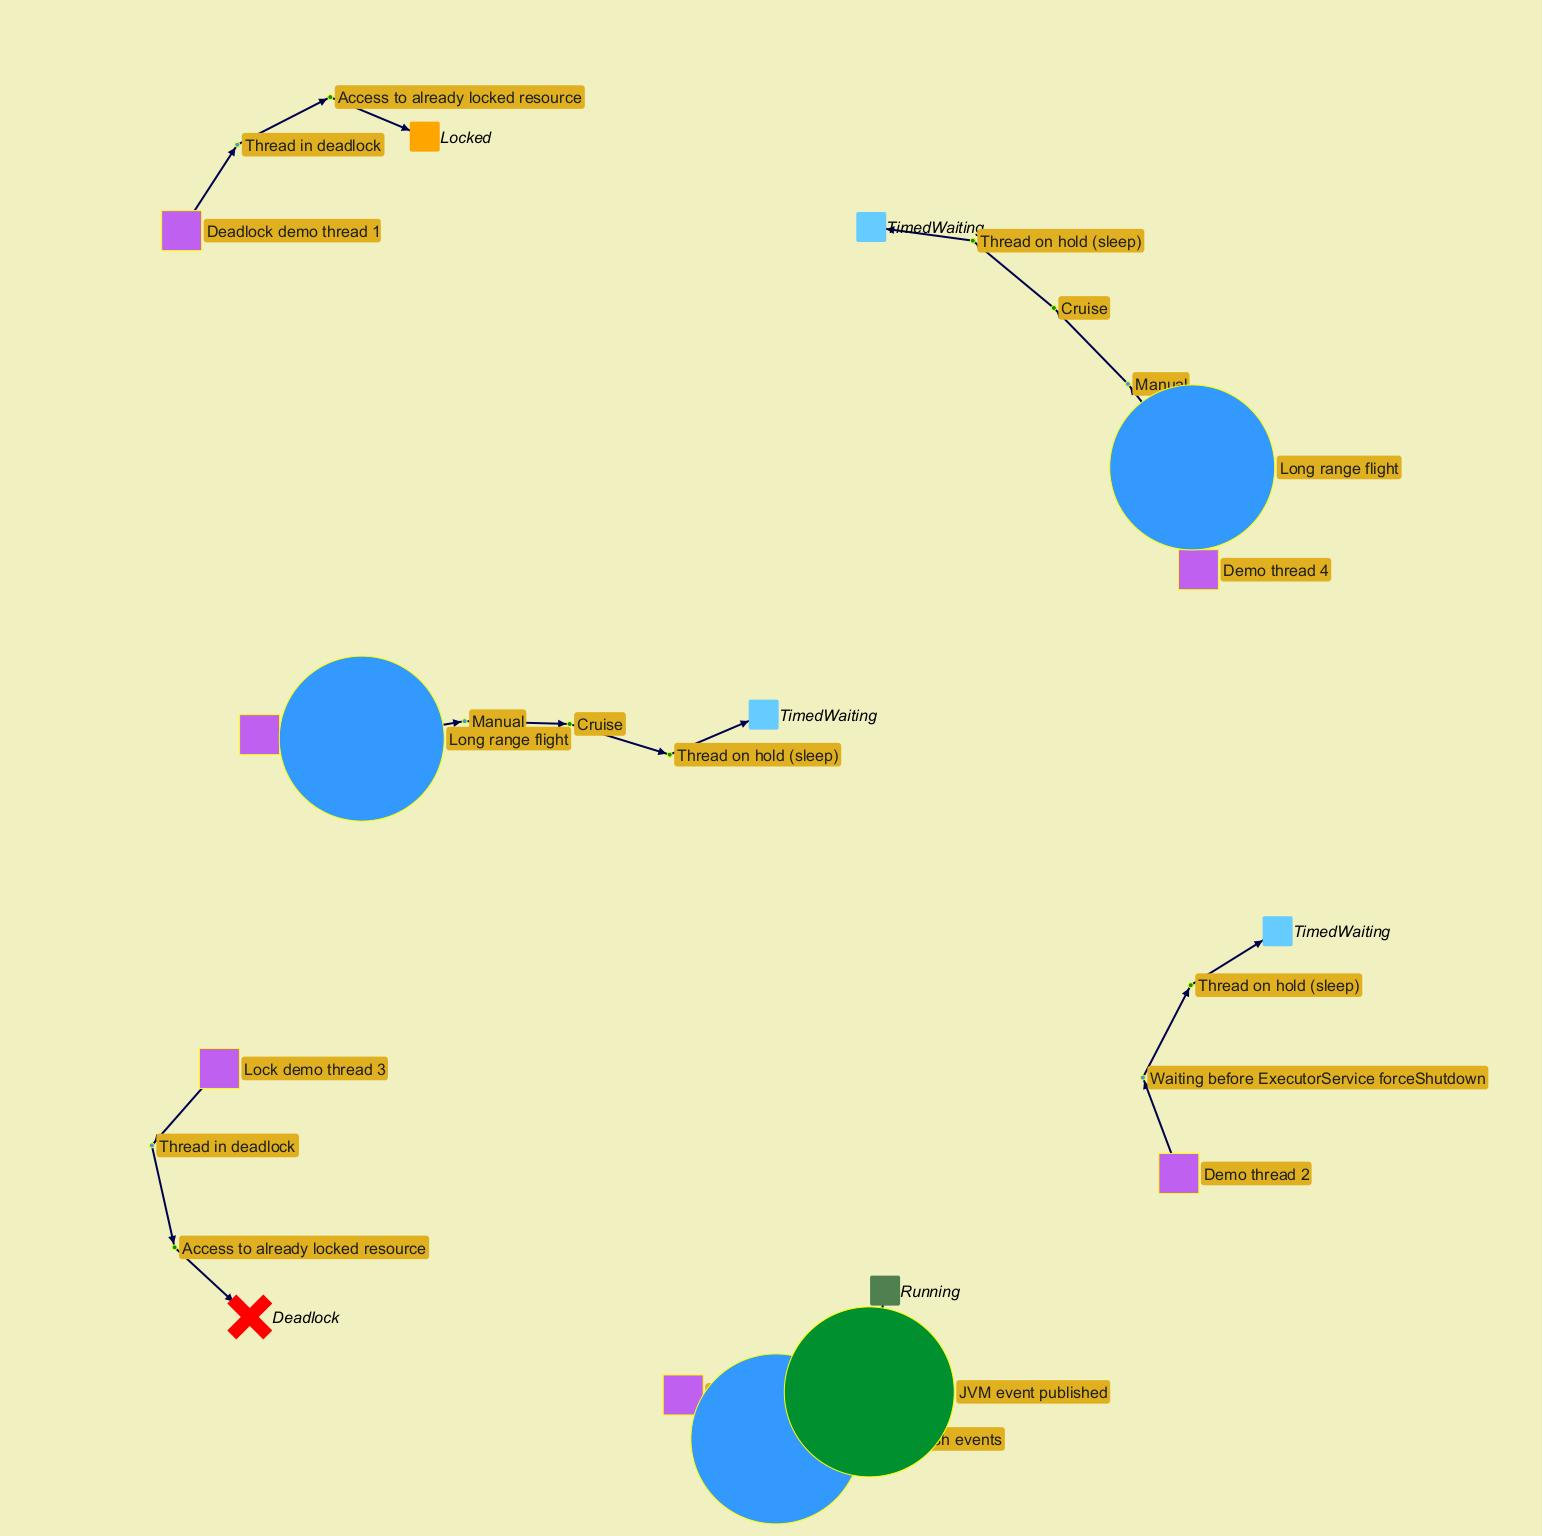 Access to already locked resource
Locked
Thread in deadlock
Deadlock demo thread 1
TimedWaiting
Thread on hold (sleep)
Cruise
Manual
Long range flight
Demo thread 4
Manual
Cruise
TimedWaiting
Long range flight
Thread on hold (sleep)
TimedWaiting
Thread on hold (sleep)
Waiting before ExecutorService forceShutdown
Demo thread 2
Lock demo thread 3
Thread in deadlock
Access to already locked resource
Deadlock
Running
JVM event published
events